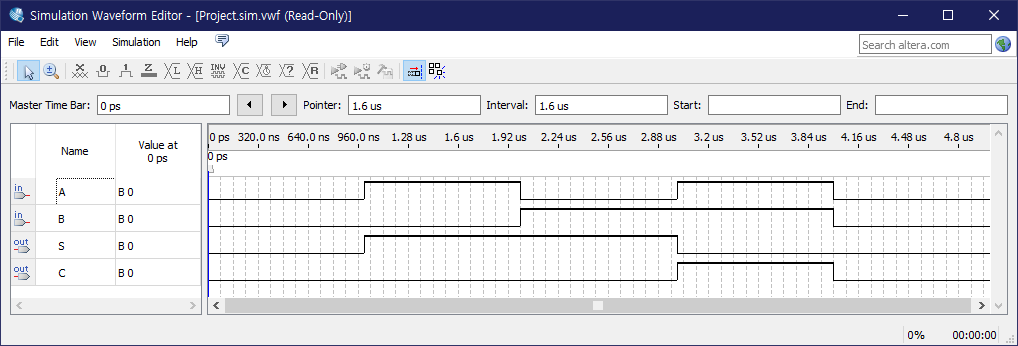 Simulation Waveform Editor - [Project.sim.vwf (Read-Only)]
File Edit View Simulation Help
Search altera.com
Master Time Bar: 0 ps Pointer: 1.6 us Interval: 1.6 us Start: End:
Name Value at 0 ps
0 ps 320.0 ns 640.0 ns 960.0 ns 1.28 us 1.6 us 1.92 us 2.24 us 2.56 us 2.88 us 3.2 us 3.52 us 3.84 us 4.16 us 4.48 us 4.8 us
0 ps
in A B 0
in B B 0
out S B 0
out C B 0
0% 00:00:00